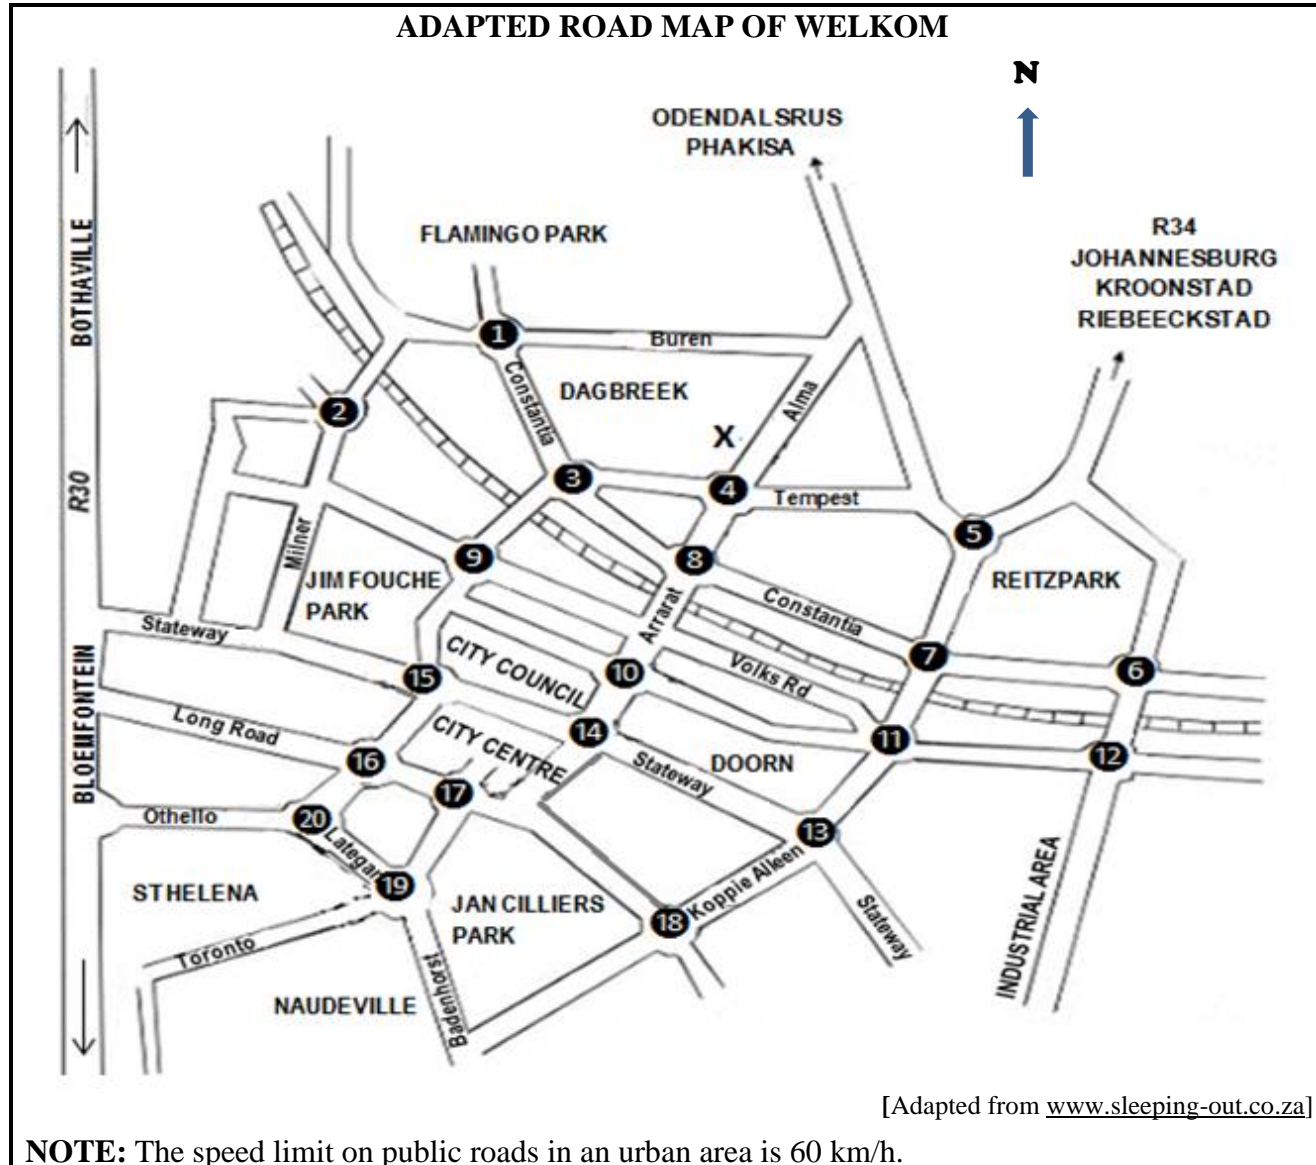 ADAPTED ROAD MAP OF WELKOM
N
ODENDALSRUS
PHAKISA
FLAMINGO PARK
R34
JOHANNESBURG
KROONSTAD
RIEBEECKSTAD
BOTHAVILLE
1
Buren
Constantia
DAGBREEK
Alma
2
X
R30
3
4
Tempest
5
Milner
9
8
JIM FOUCHE
PARK
REITZPARK
Constantia
Arrarat
Stateway
CITY COUNCIL
7
6
15
10
Volks Rd
BLOEMFONTEIN
Long Road
CITY CENTRE
14
11
16
Stateway
DOORN
12
17
Othello
20
13
Lategan
19
Koppie Alleen
ST HELENA
JAN CILLIERS
PARK
18
Stateway
INDUSTRIAL AREA
Toronto
NAUDEVILLE
Badenhorst
[Adapted from www.sleeping-out.co.za]
NOTE: The speed limit on public roads in an urban area is 60 km/h.